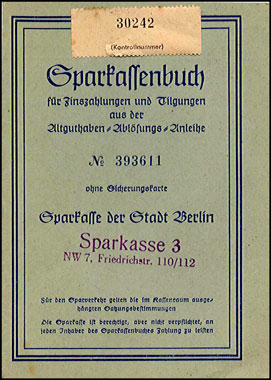 30242
(Kontrollnummer)
Sparkassenbuch
für Zinszahlungen und Tilgungen
aus der
Altguthaben-Ablösungs-Anleihe
№ 393611
ohne Sicherungskarte
Sparkasse der Stadt Berlin
Sparkasse 3
NW 7, Friedrichstr. 110/112
Für den Sparverkehr gelten die im Kassenraum ausge-
hängten Satzungsbestimmungen
Die Sparkasse ist berechtigt, aber nicht verpflichtet, an
jeden Inhaber des Sparkassenbuches Zahlung zu leisten